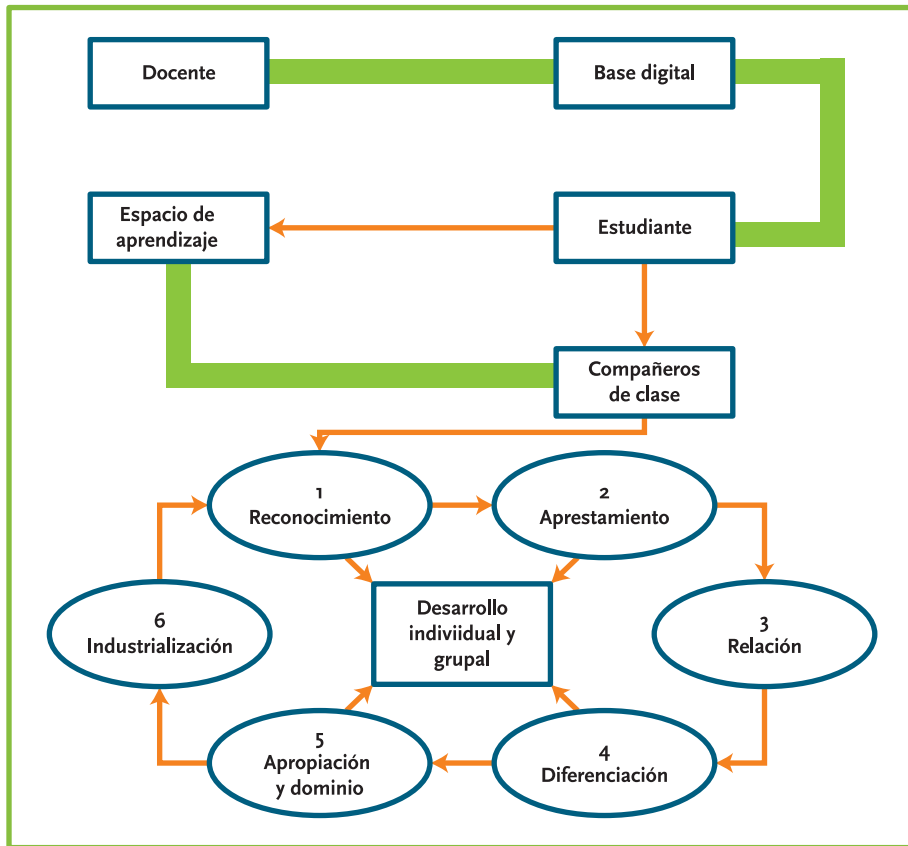 Docente
Base digital
Espacio de
aprendizaje
Estudiante
Compañeros
de clase
1
Reconocimiento
2
Aprestamiento
6
Industrialización
Desarrollo
indiviidual y
grupal
3
Relación
5
Apropiación
y dominio
4
Diferenciación